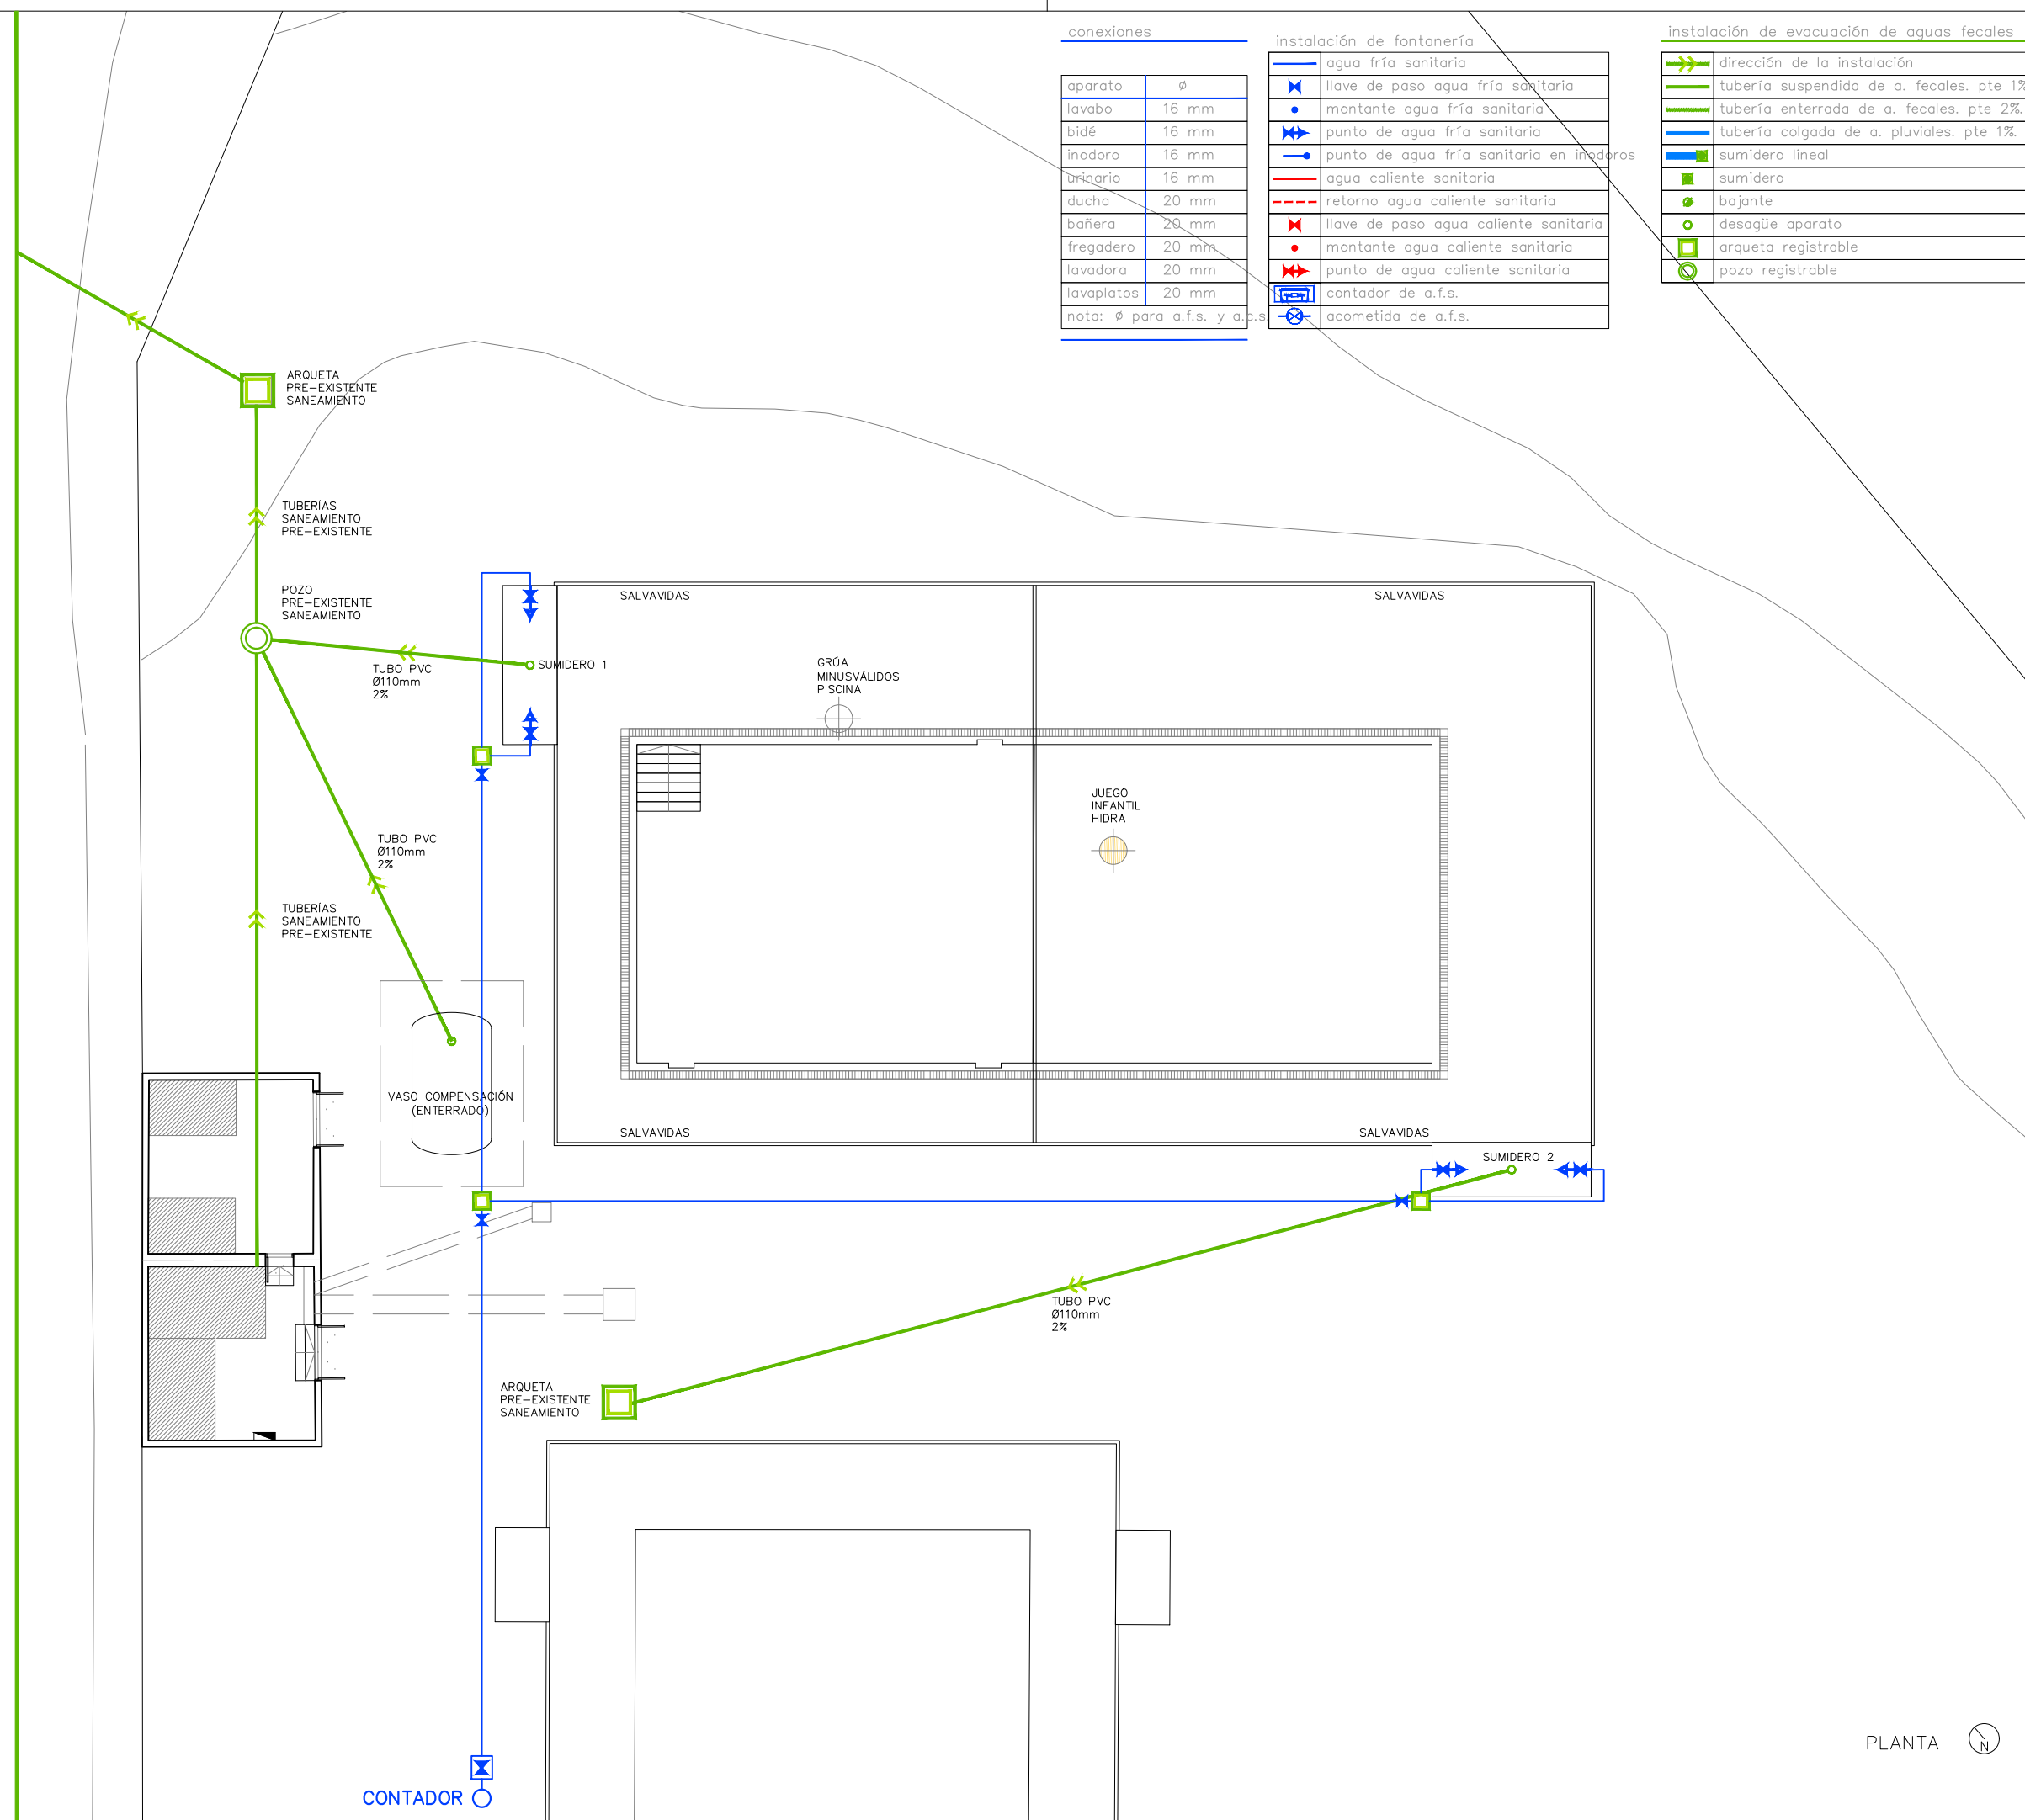 conexiones
aparato ø
lavabo 16 mm
bidé 16 mm
inodoro 16 mm
urinario 16 mm
ducha 20 mm
bañera 20 mm
fregadero 20 mm
lavadora 20 mm
lavaplatos 20 mm
nota: ø para a.f.s. y a.c.s.
instalación de fontanería
agua fría sanitaria
llave de paso agua fría sanitaria
montante agua fría sanitaria
punto de agua fría sanitaria
punto de agua fría sanitaria en inodoros
agua caliente sanitaria
retorno agua caliente sanitaria
llave de paso agua caliente sanitaria
montante agua caliente sanitaria
punto de agua caliente sanitaria
contador de a.f.s.
acometida de a.f.s.
instalación de evacuación de aguas fecales
dirección de la instalación
tubería suspendida de a. fecales. pte 1%
tubería enterrada de a. fecales. pte 2%.
tubería colgada de a. pluviales. pte 1%.
sumidero lineal
sumidero
bajante
desagüe aparato
arqueta registrable
pozo registrable
ARQUETA
PRE-EXISTENTE
SANEAMIENTO
TUBERÍAS
SANEAMIENTO
PRE-EXISTENTE
POZO
PRE-EXISTENTE
SANEAMIENTO
SALVAVIDAS
SALVAVIDAS
TUBO PVC
Ø110mm
2%
SUMIDERO 1
GRÚA
MINUSVÁLIDOS
PISCINA
JUEGO
INFANTIL
HIDRA
TUBO PVC
Ø110mm
2%
TUBERÍAS
SANEAMIENTO
PRE-EXISTENTE
VASO COMPENSACIÓN
(ENTERRADO)
SALVAVIDAS
SALVAVIDAS
SUMIDERO 2
TUBO PVC
Ø110mm
2%
ARQUETA
PRE-EXISTENTE
SANEAMIENTO
PLANTA
N
CONTADOR